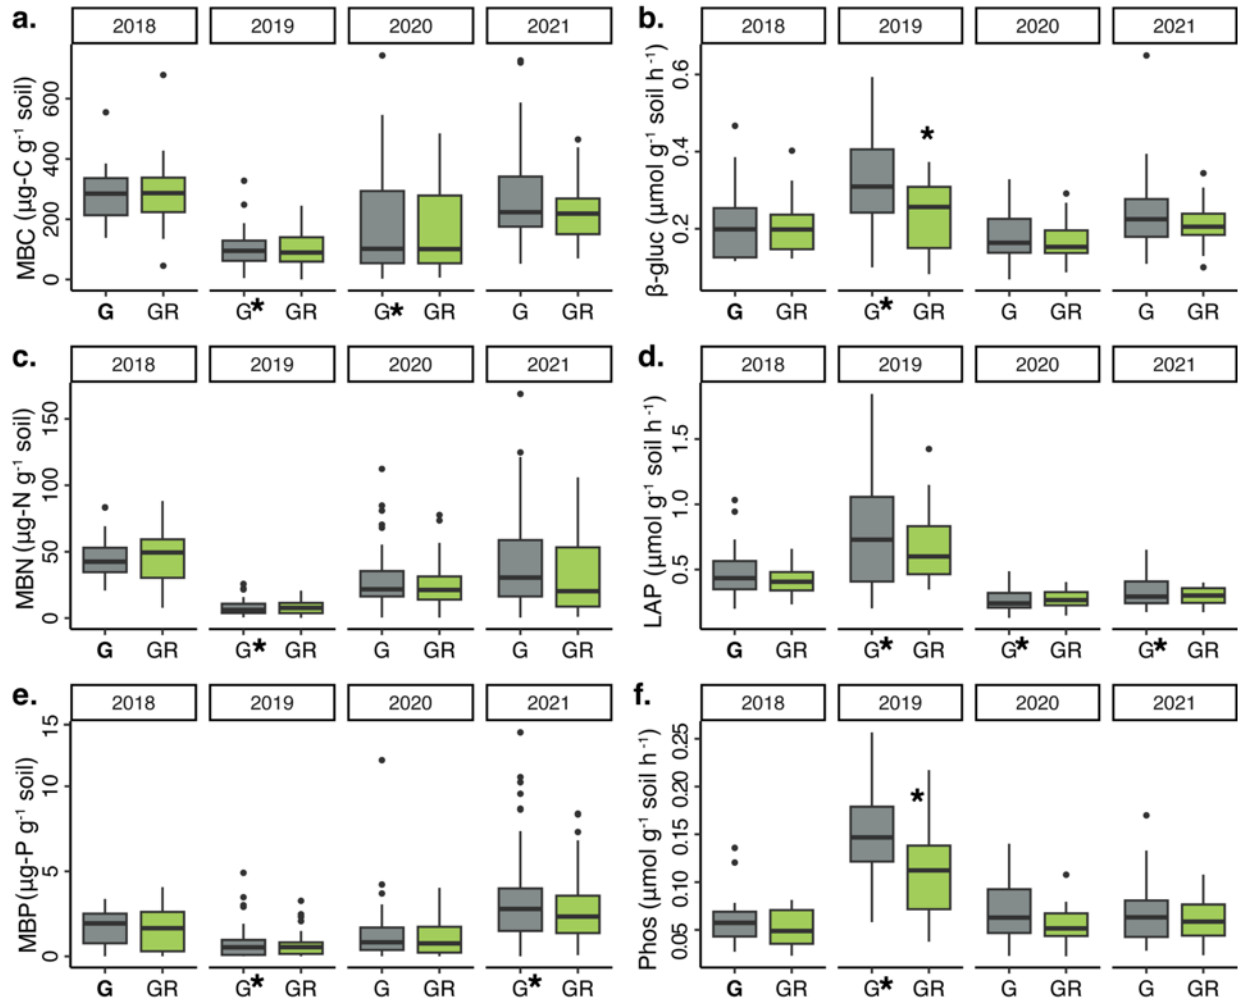 a.
2018 2019 2020 2021
MBC (µg-C g⁻¹ soil)
600
400
200
0
G GR G* GR G* GR G GR
b.
2018 2019 2020 2021
β-gluc (µmol g⁻¹ soil h⁻¹)
0.6
0.4
0.2
*
G GR G* GR G GR G GR
c.
2018 2019 2020 2021
MBN (µg-N g⁻¹ soil)
150
100
50
0
G GR G* GR G GR G GR
d.
2018 2019 2020 2021
LAP (µmol g⁻¹ soil h⁻¹)
1.5
1.0
0.5
G GR G* GR G* GR G* GR
e.
2018 2019 2020 2021
MBP (µg-P g⁻¹ soil)
15
10
5
0
G GR G* GR G GR G* GR
f.
2018 2019 2020 2021
Phos (µmol g⁻¹ soil h⁻¹)
0.25
0.20
0.15
0.10
0.05
*
G GR G* GR G GR G GR